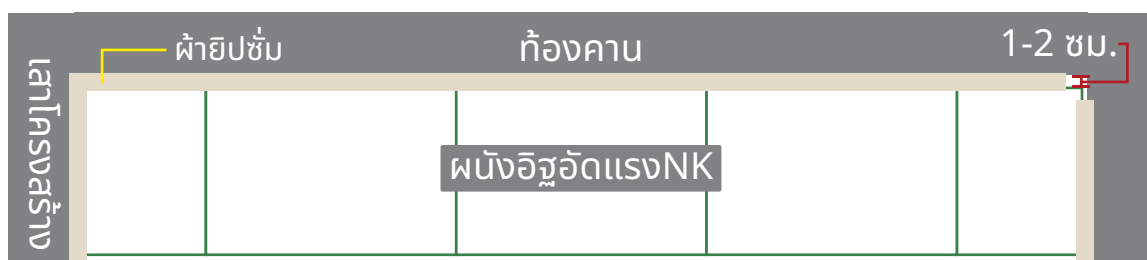 ผ้ายิปซั่ม
ท้องคาน
1-2 ซม.
เสาโครงสร้าง
ผนังอิฐอัดแรงNK